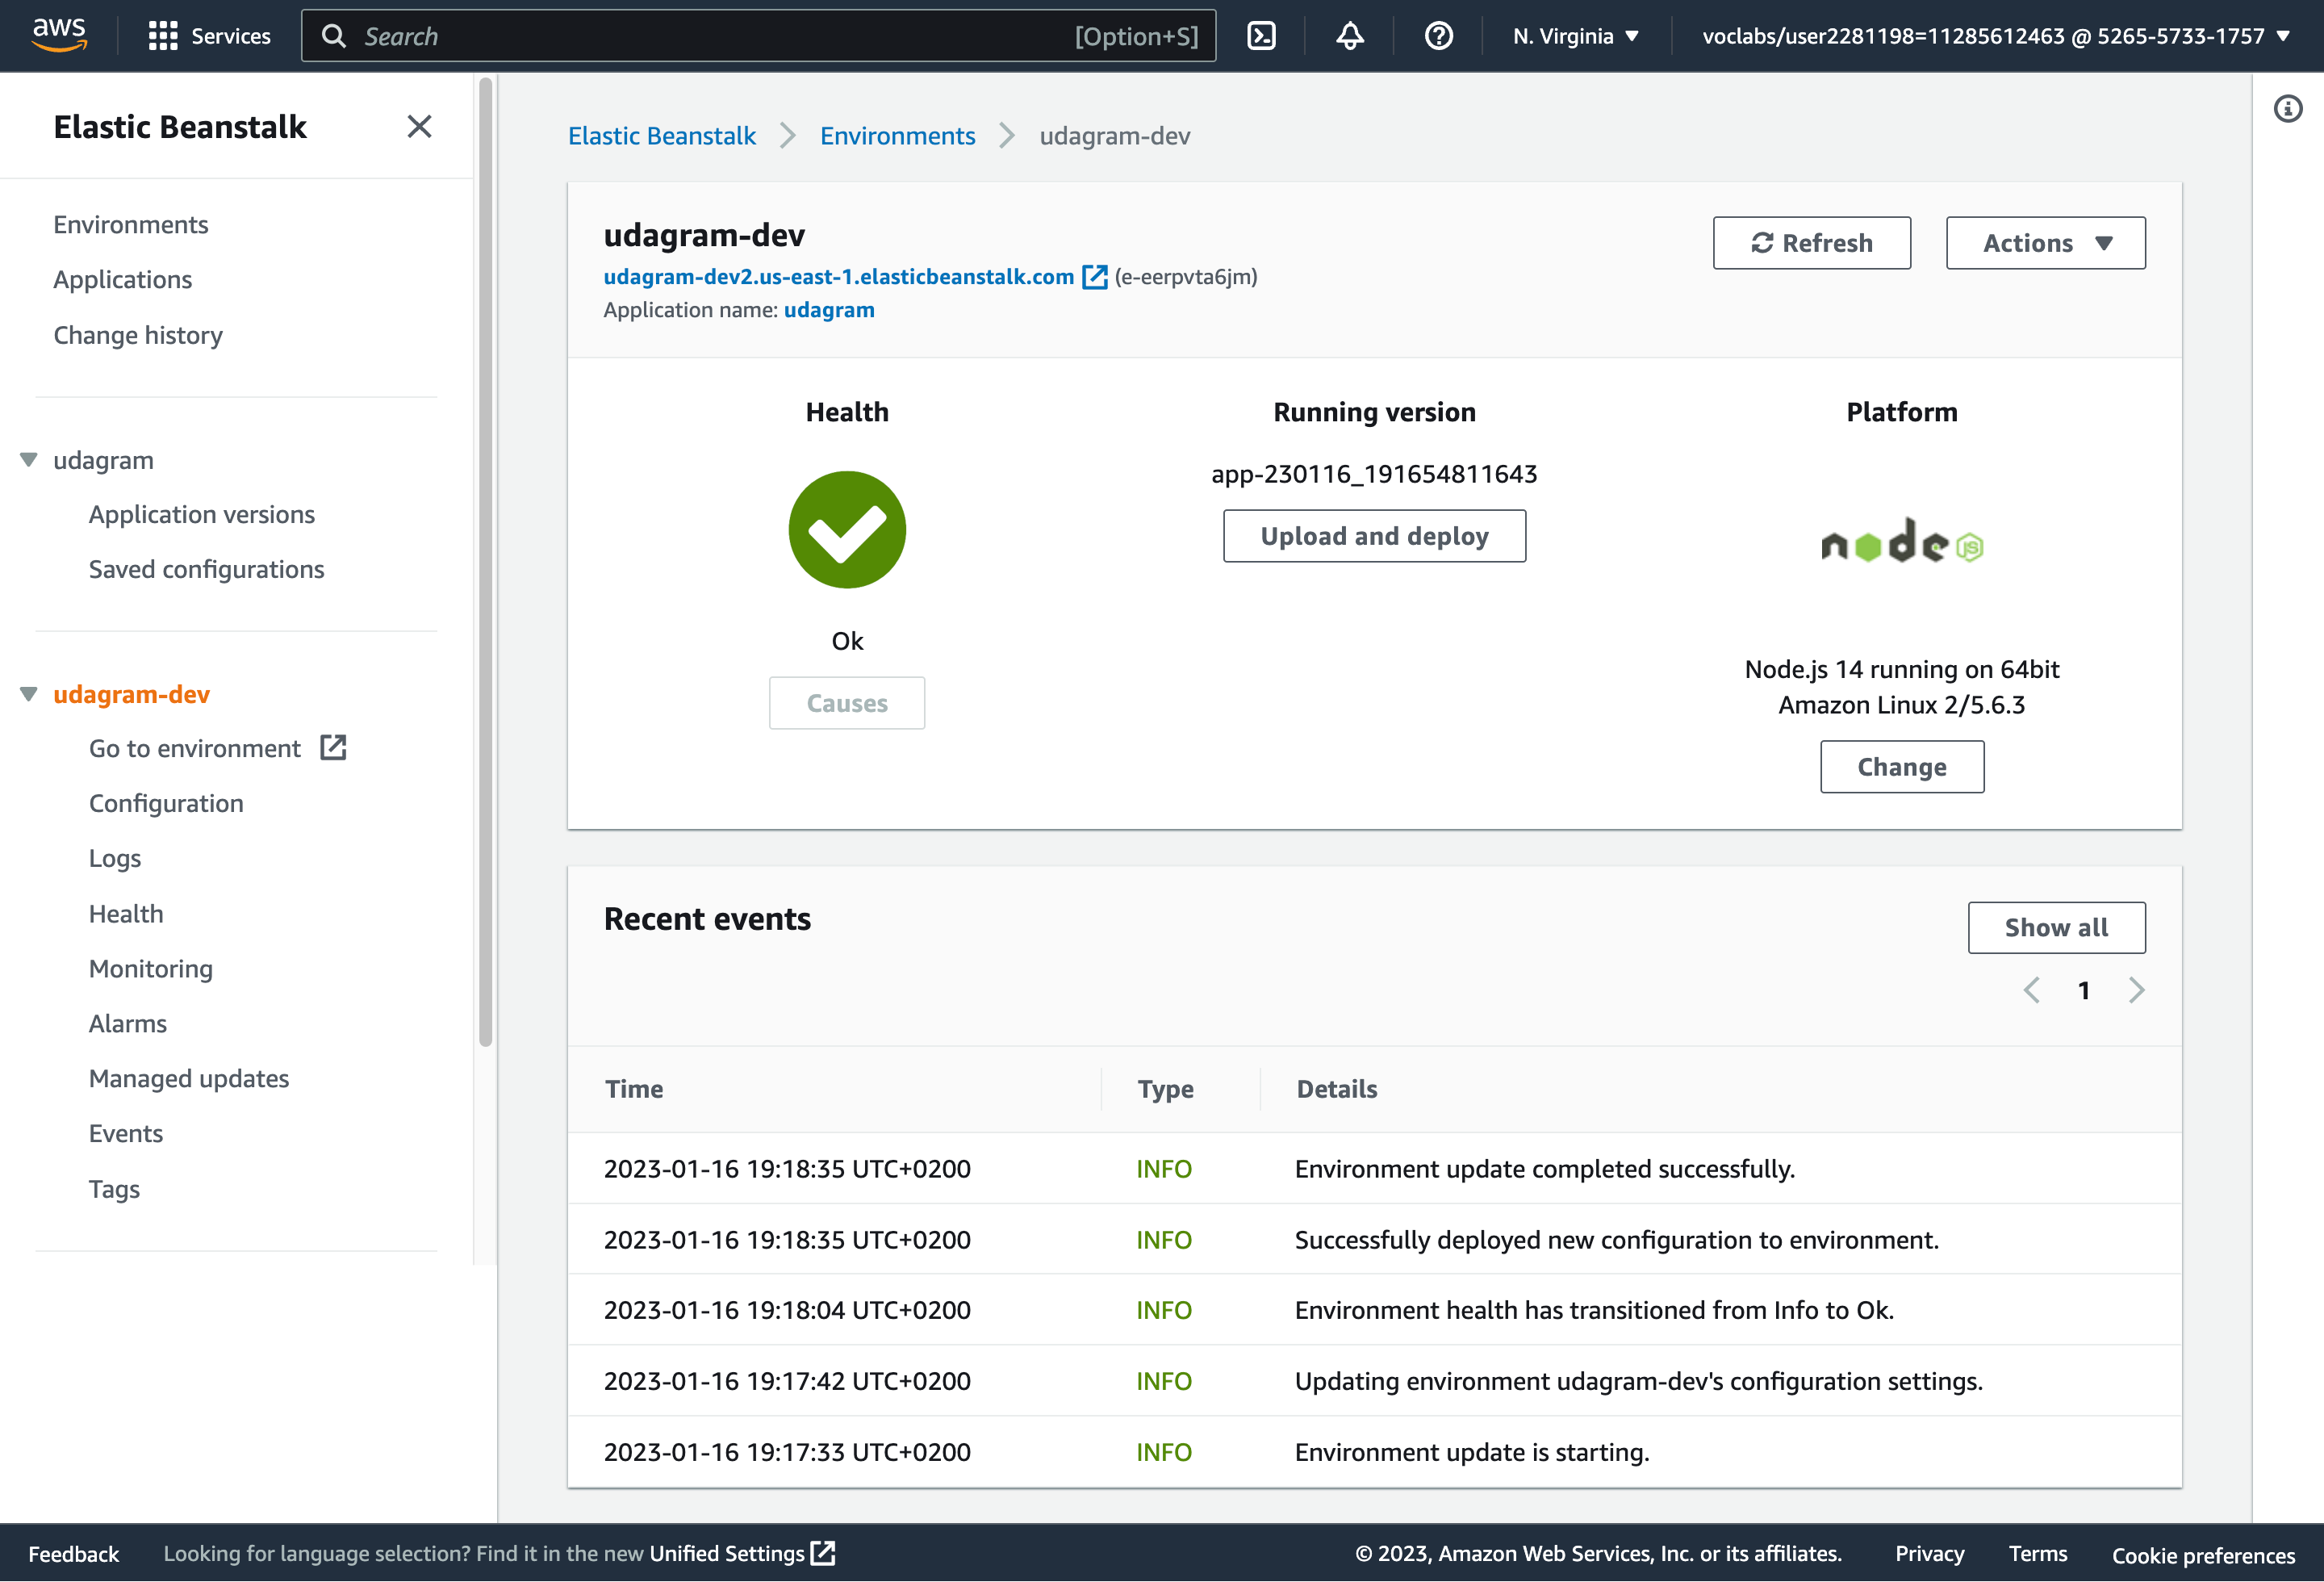 aws
Services
Search
[Option+S]
N. Virginia
voclabs/user2281198=11285612463 @ 5265-5733-1757
Elastic Beanstalk
Environments
Applications
Change history
udagram
Application versions
Saved configurations
udagram-dev
Go to environment
Configuration
Logs
Health
Monitoring
Alarms
Managed updates
Events
Tags
Elastic Beanstalk
Environments
udagram-dev
udagram-dev
Refresh
Actions
udagram-dev2.us-east-1.elasticbeanstalk.com (e-eerpvta6jm)
Application name: udagram
Health
Ok
Causes
Running version
app-230116_191654811643
Upload and deploy
Platform
node JS
Node.js 14 running on 64bit
Amazon Linux 2/5.6.3
Change
Recent events
Show all
1
Time Type Details
2023-01-16 19:18:35 UTC+0200 INFO Environment update completed successfully.
2023-01-16 19:18:35 UTC+0200 INFO Successfully deployed new configuration to environment.
2023-01-16 19:18:04 UTC+0200 INFO Environment health has transitioned from Info to Ok.
2023-01-16 19:17:42 UTC+0200 INFO Updating environment udagram-dev's configuration settings.
2023-01-16 19:17:33 UTC+0200 INFO Environment update is starting.
Feedback
Looking for language selection? Find it in the new Unified Settings
© 2023, Amazon Web Services, Inc. or its affiliates.
Privacy
Terms
Cookie preferences